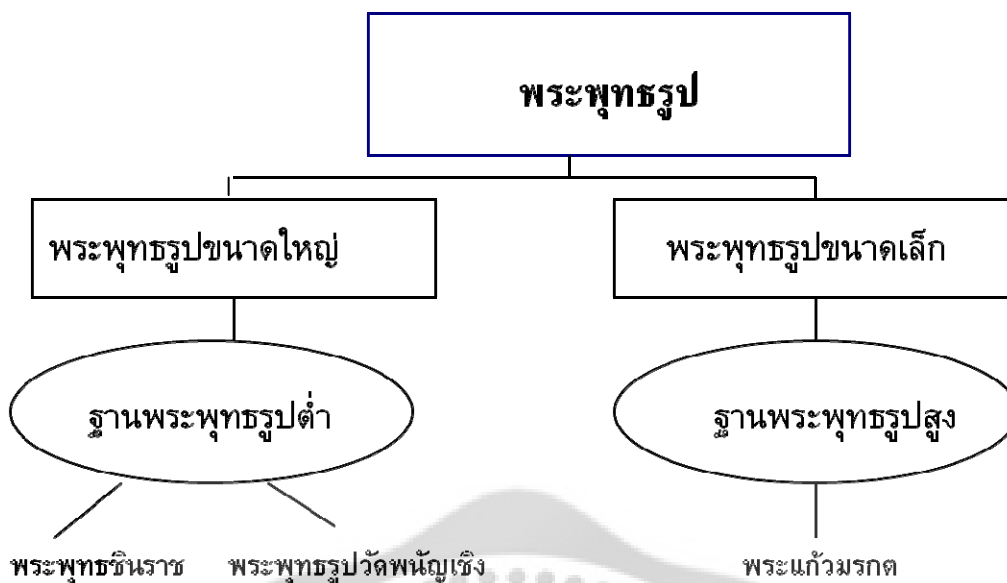 พระพุทธรูป
พระพุทธรูปขนาดใหญ่
พระพุทธรูปขนาดเล็ก
ฐานพระพุทธรูปต่ำ
ฐานพระพุทธรูปสูง
พระพุทธชินราช
พระพุทธรูปวัดพนัญเชิง
พระแก้วมรกต